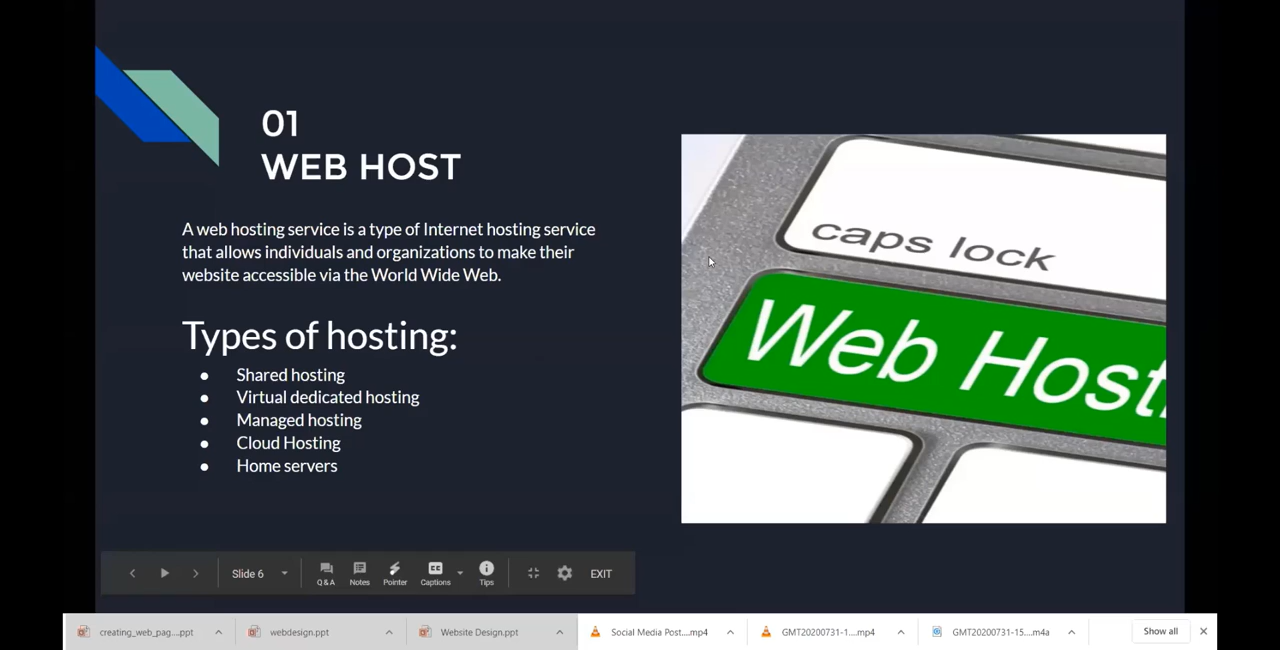 01
WEB HOST
A web hosting service is a type of Internet hosting service
that allows individuals and organizations to make their
website accessible via the World Wide Web.
Types of hosting:
● Shared hosting
● Virtual dedicated hosting
● Managed hosting
● Cloud Hosting
● Home servers
caps lock
Web Hosti
Slide 6
Q&A
Notes
Pointer
Captions
Tips
EXIT
creating_web_pag....ppt
webdesign.ppt
Website Design.ppt
Social Media Post....mp4
GMT20200731-1....mp4
GMT20200731-15....m4a
Show all